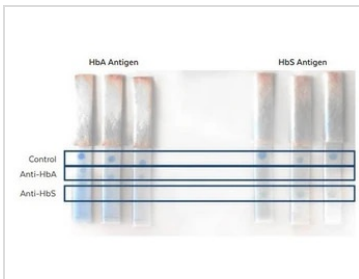 HbA Antigen
HbS Antigen
Control
Anti-HbA
Anti-HbS